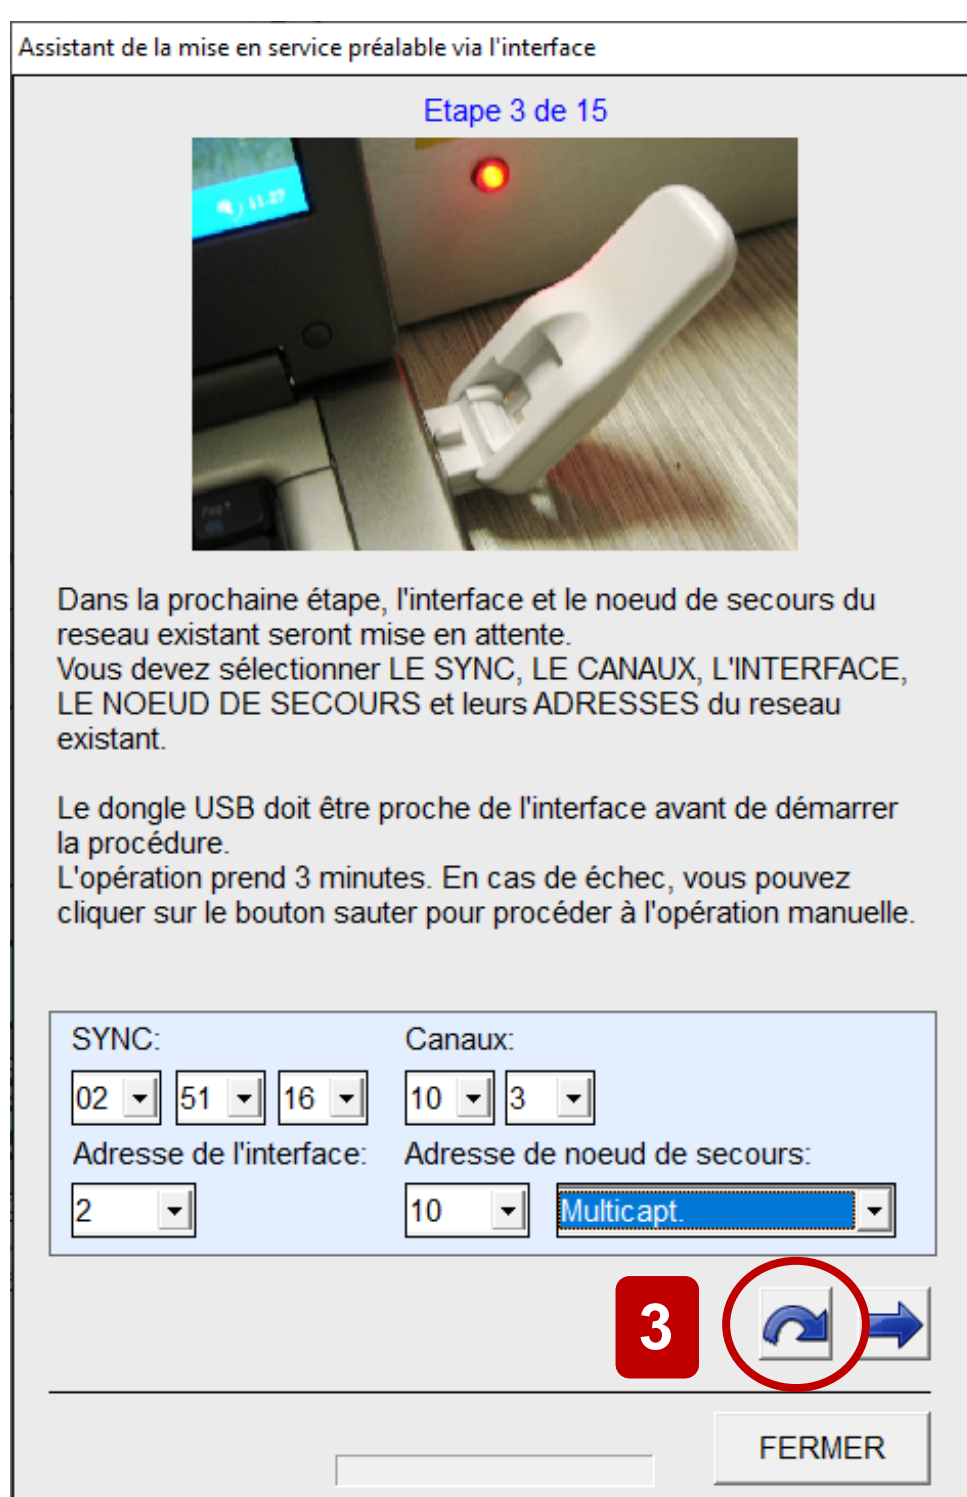 Assistant de la mise en service préalable via l'interface
Etape 3 de 15
11:27
Dans la prochaine étape, l'interface et le noeud de secours du
reseau existant seront mise en attente.
Vous devez sélectionner LE SYNC, LE CANAUX, L'INTERFACE,
LE NOEUD DE SECOURS et leurs ADRESSES du reseau
existant.
Le dongle USB doit être proche de l'interface avant de démarrer
la procédure.
L'opération prend 3 minutes. En cas de échec, vous pouvez
cliquer sur le bouton sauter pour procéder à l'opération manuelle.
SYNC: Canaux:
02 51 16 10 3
Adresse de l'interface: Adresse de noeud de secours:
2 10 Multicapt.
3
FERMER